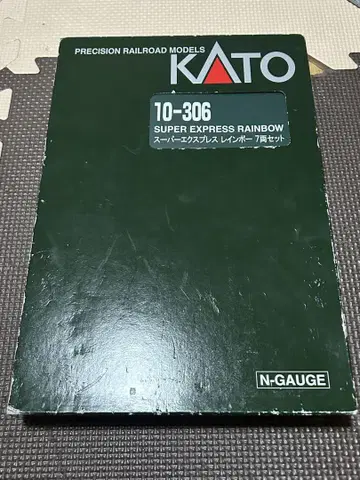 PRECISION RAILROAD MODELS
KATO
10-306
SUPER EXPRESS RAINBOW
スーパーエクスプレス レインボー 7両セット
N-GAUGE